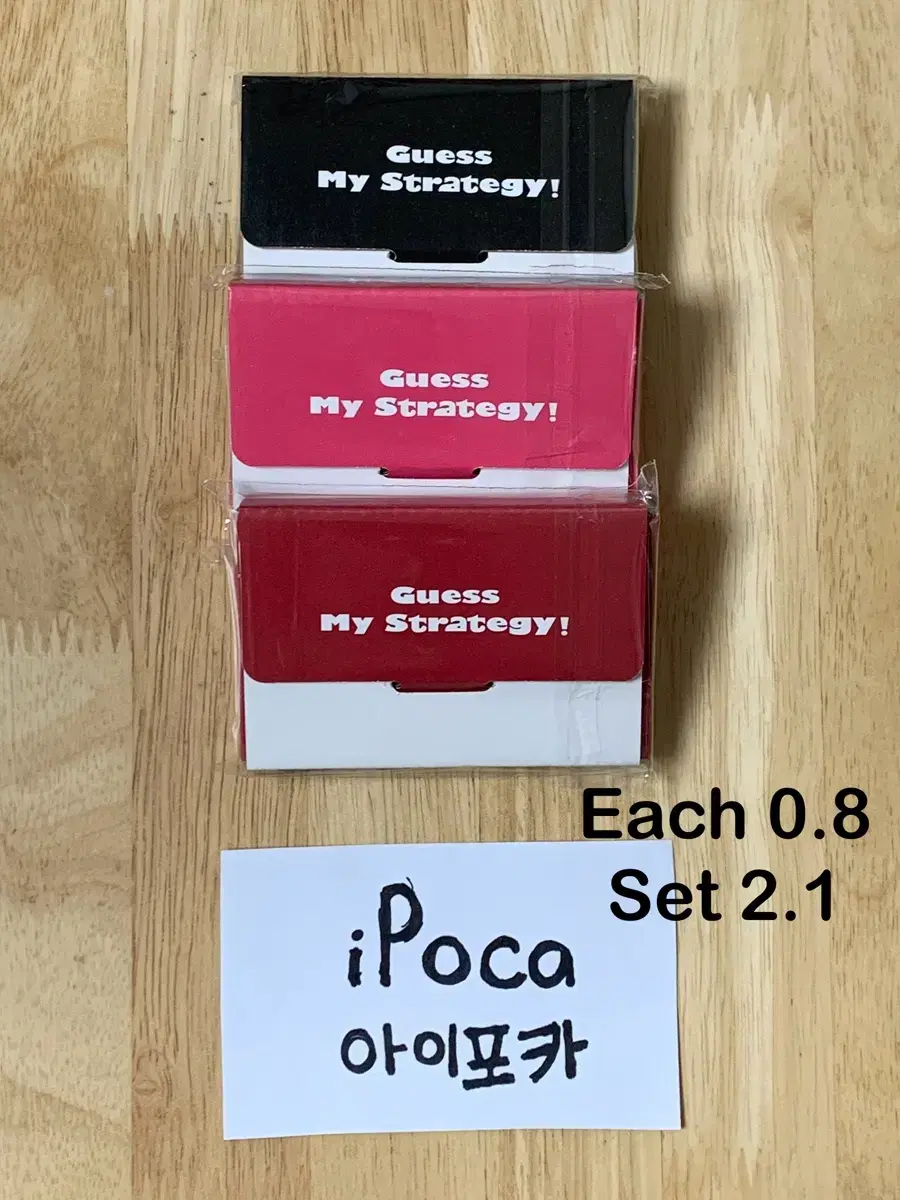 Guess
My Strategy!
Guess
My Strategy!
Guess
My Strategy!
Each 0.8
Set 2.1
iPoca
아이포카